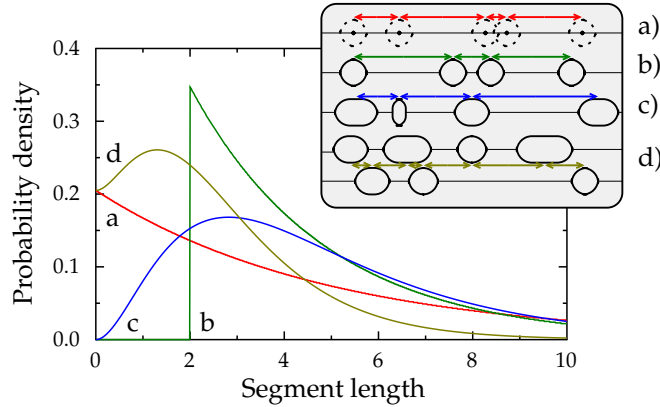 a)
b)
c)
d)
0.4
0.3
0.2
0.1
0.0
Probability density
d
a
c
b
0
2
4
6
8
10
Segment length